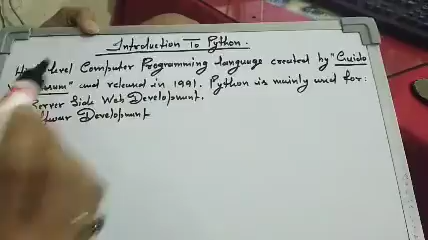 Introduction To Python.
Level Computer Programming language created by "Guido
" and released in 1991. Python is mainly used for:
Server Side Web Development.
Development